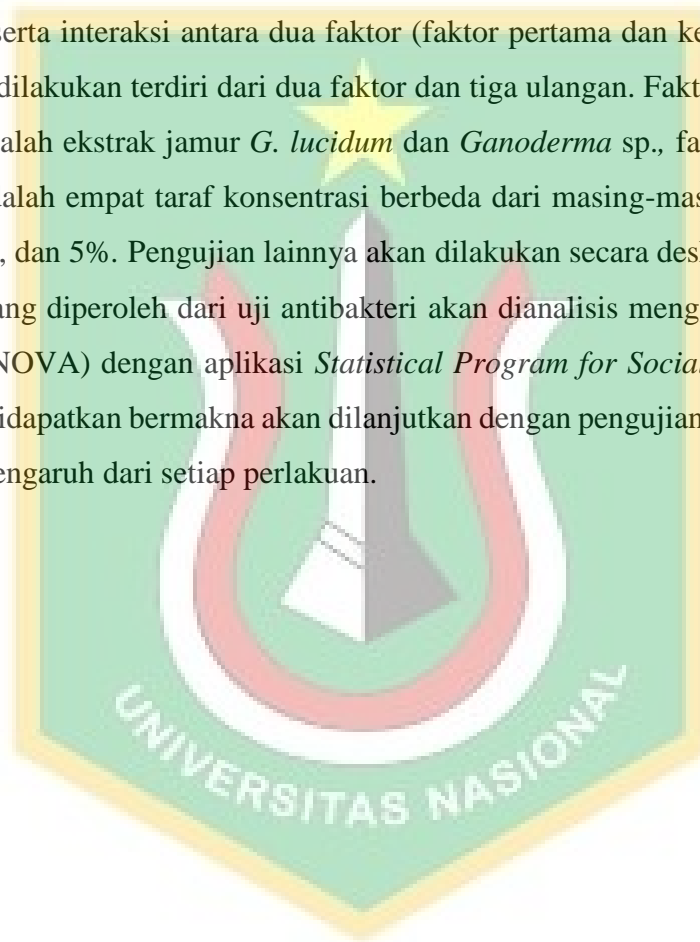 serta interaksi antara dua faktor (faktor pertama dan ke
dilakukan terdiri dari dua faktor dan tiga ulangan. Fakt
alah ekstrak jamur G. lucidum dan Ganoderma sp., fa
alah empat taraf konsentrasi berbeda dari masing-mas
, dan 5%. Pengujian lainnya akan dilakukan secara des
ang diperoleh dari uji antibakteri akan dianalisis meng
NOVA) dengan aplikasi Statistical Program for Social
idapatkan bermakna akan dilanjutkan dengan pengujian
engaruh dari setiap perlakuan.
UNIVERSITAS NASIONAL